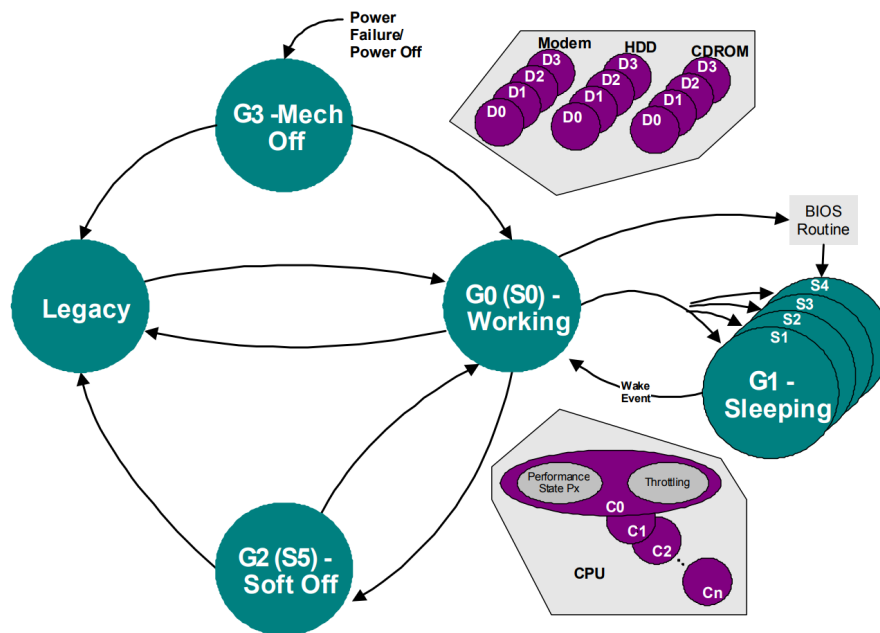 Power
Failure/
Power Off
G3 -Mech
Off
Modem
HDD
CDROM
D3
D2
D1
D0
D3
D2
D1
D0
D3
D2
D1
D0
BIOS
Routine
Legacy
G0 (S0) -
Working
S4
S3
S2
S1
G1 -
Sleeping
Wake
Event
Performance
State Px
Throttling
C0
C1
C2
Cn
CPU
G2 (S5) -
Soft Off